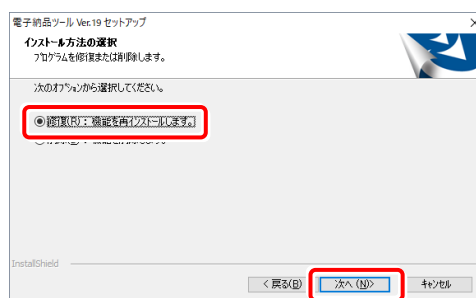 電子納品ツール Ver.19 セットアップ
インストール方法の選択
プログラムを修復または削除します。
次のオプションから選択してください。
修復(R)：機能を再インストールします。
InstallShield
< 戻る(B)
次へ (N)>
キャンセル